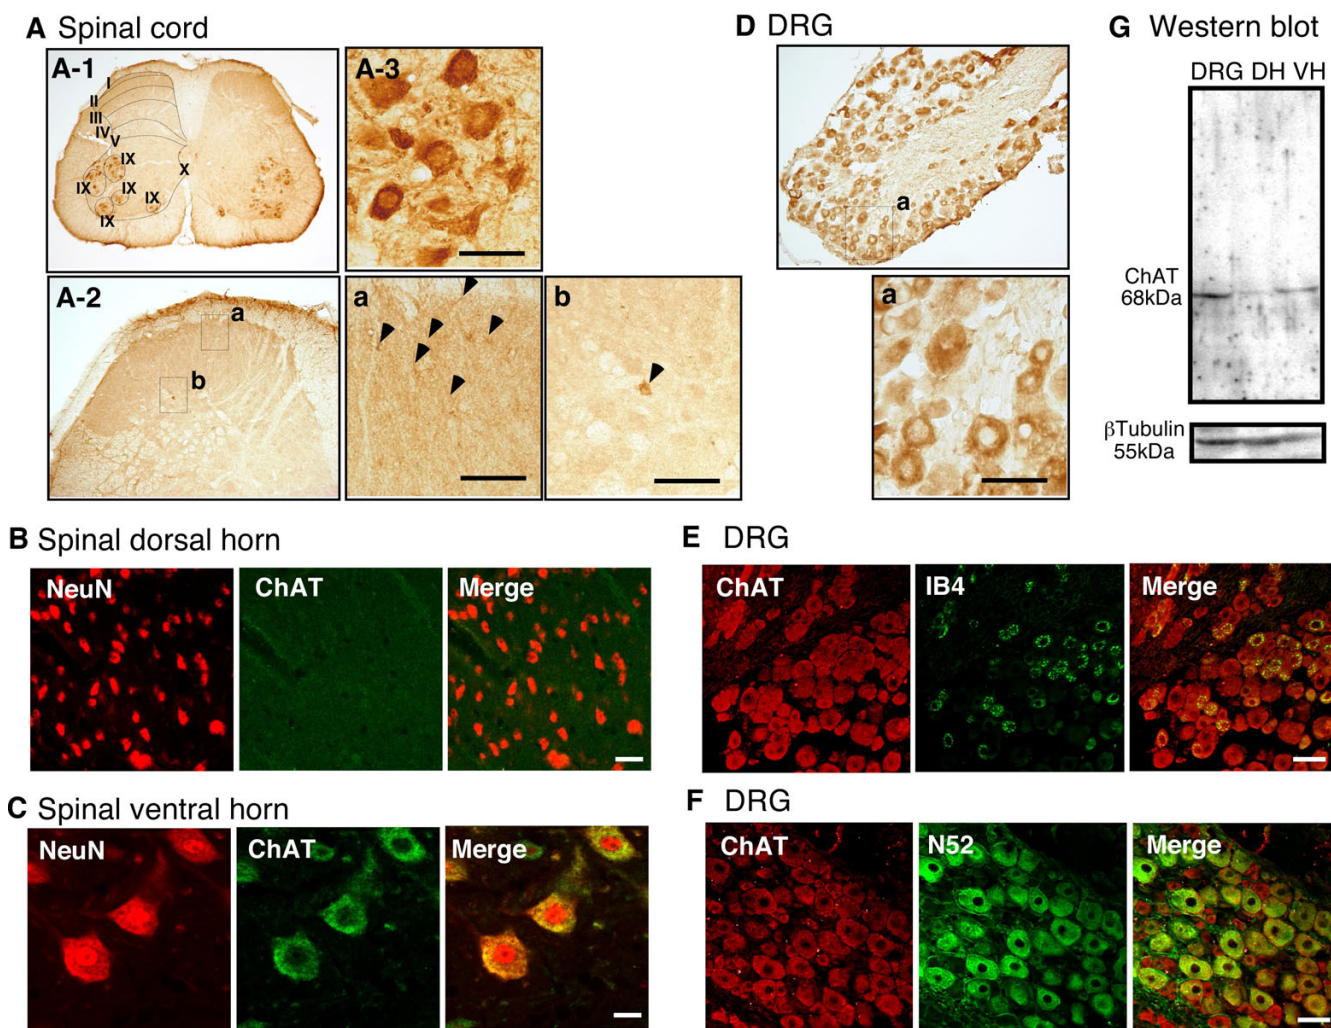 A Spinal cord
A-1
I
II
III
IV
V
IX
IX
IX
IX
IX
X
A-3
A-2
a
b
a
b
B Spinal dorsal horn
NeuN
ChAT
Merge
C Spinal ventral horn
NeuN
ChAT
Merge
D DRG
a
a
G Western blot
DRG DH VH
ChAT
68kDa
βTubulin
55kDa
E DRG
ChAT
IB4
Merge
F DRG
ChAT
N52
Merge